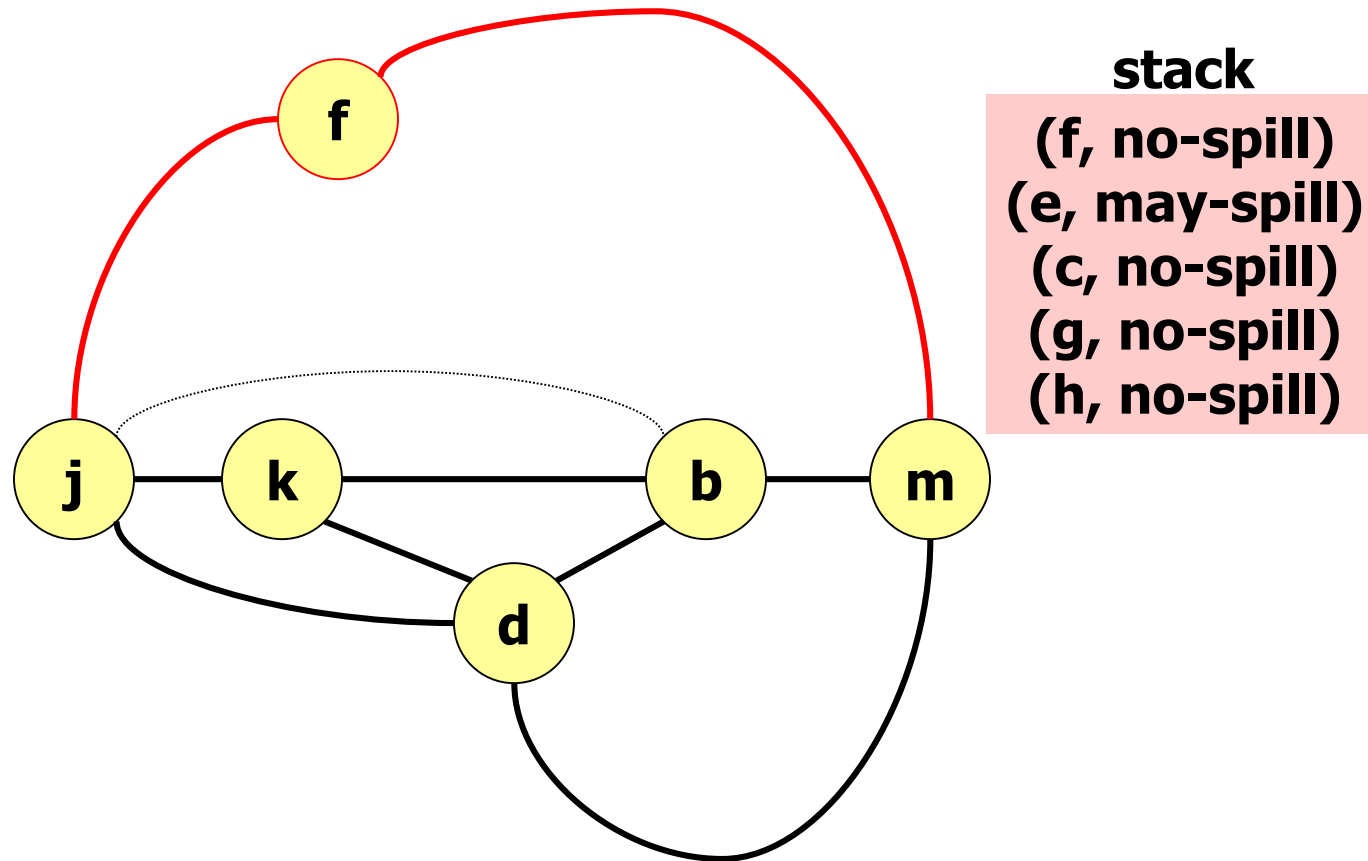 stack
f
(f, no-spill)
(e, may-spill)
(c, no-spill)
(g, no-spill)
(h, no-spill)
j k b m
d